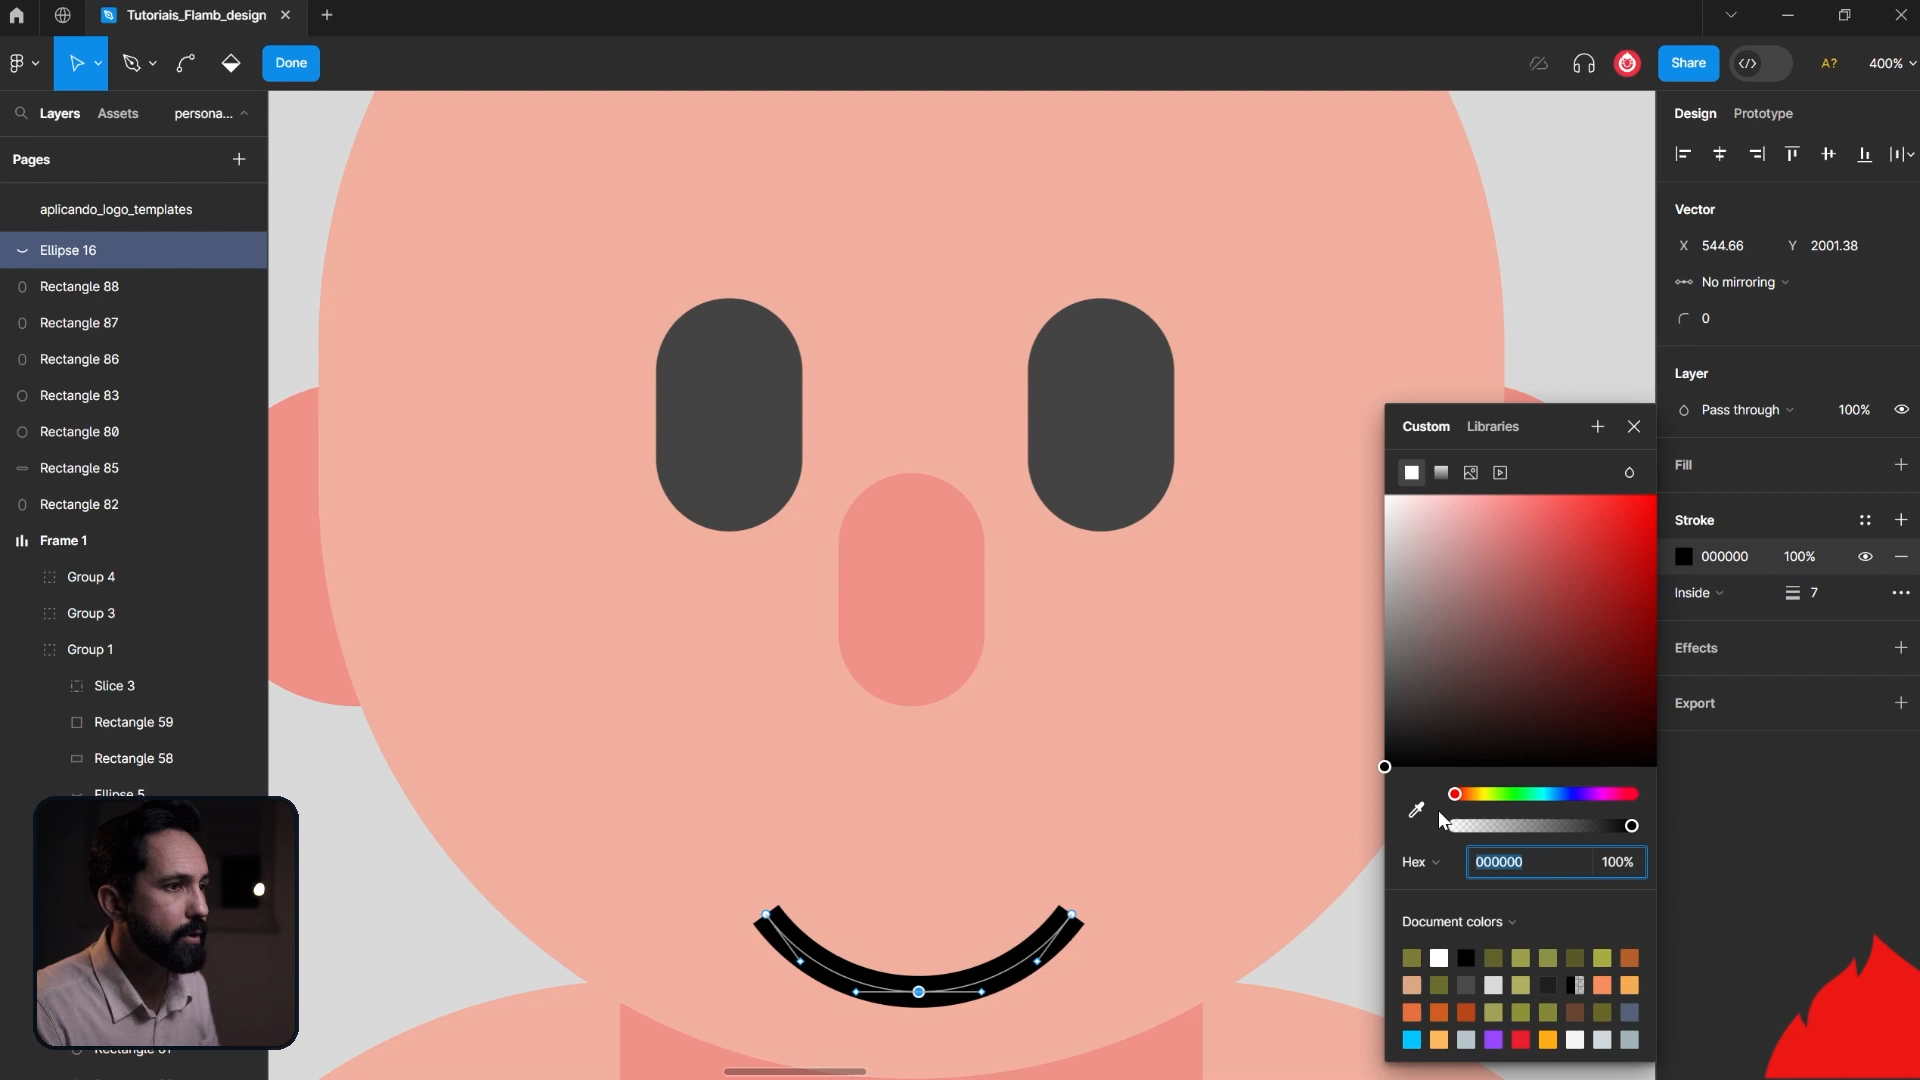 Tutoriais_Flamb_design
Done
Share
A?
400%
Layers
Assets
persona...
Design
Prototype
Pages
aplicando_logo_templates
Vector
Ellipse 16
X 544.66 Y 2001.38
Rectangle 88
No mirroring
Rectangle 87
0
Rectangle 86
Layer
Rectangle 83
Pass through
100%
Custom
Libraries
Rectangle 80
Fill
Rectangle 85
Rectangle 82
Stroke
Frame 1
000000
100%
Group 4
Inside
7
Group 3
Effects
Group 1
Slice 3
Export
Rectangle 59
Rectangle 58
Ellipse 5
Hex
000000
100%
Document colors
Rectangle 61